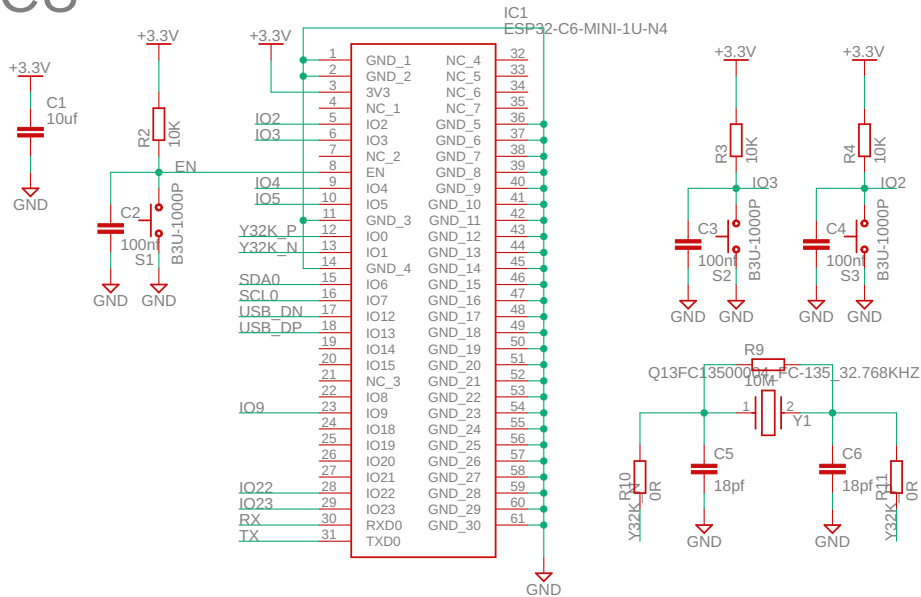 IC1
ESP32-C6-MINI-1U-N4
+3.3V
C1
10uf
GND
+3.3V
R2
10K
EN
C2
100nf
S1
B3U-1000P
GND
GND
+3.3V
IO2
IO3
IO4
IO5
Y32K_P
Y32K_N
SDA0
SCL0
USB_DN
USB_DP
IO9
IO22
IO23
RX
TX
1 GND_1
2 GND_2
3 3V3
4 NC_1
5 IO2
6 IO3
7 NC_2
8 EN
9 IO4
10 IO5
11 GND_3
12 IO0
13 IO1
14 GND_4
15 IO6
16 IO7
17 IO12
18 IO13
19 IO14
20 IO15
21 NC_3
22 IO8
23 IO9
24 IO18
25 IO19
26 IO20
27 IO21
28 IO22
29 IO23
30 RXD0
31 TXD0
NC_4 32
NC_5 33
NC_6 34
NC_7 35
GND_5 36
GND_6 37
GND_7 38
GND_8 39
GND_9 40
GND_10 41
GND_11 42
GND_12 43
GND_13 44
GND_14 45
GND_15 46
GND_16 47
GND_17 48
GND_18 49
GND_19 50
GND_20 51
GND_21 52
GND_22 53
GND_23 54
GND_24 55
GND_25 56
GND_26 57
GND_27 58
GND_28 59
GND_29 60
GND_30 61
GND
+3.3V
R3
10K
IO3
C3
100nf
S2
B3U-1000P
GND
GND
+3.3V
R4
10K
IO2
C4
100nf
S3
B3U-1000P
GND
GND
R9
Q13FC13500004_FC-135_32.768KHZ
10M
1
2
Y1
R10
0R
Y32K_N
C5
18pf
GND
C6
18pf
GND
R11
0R